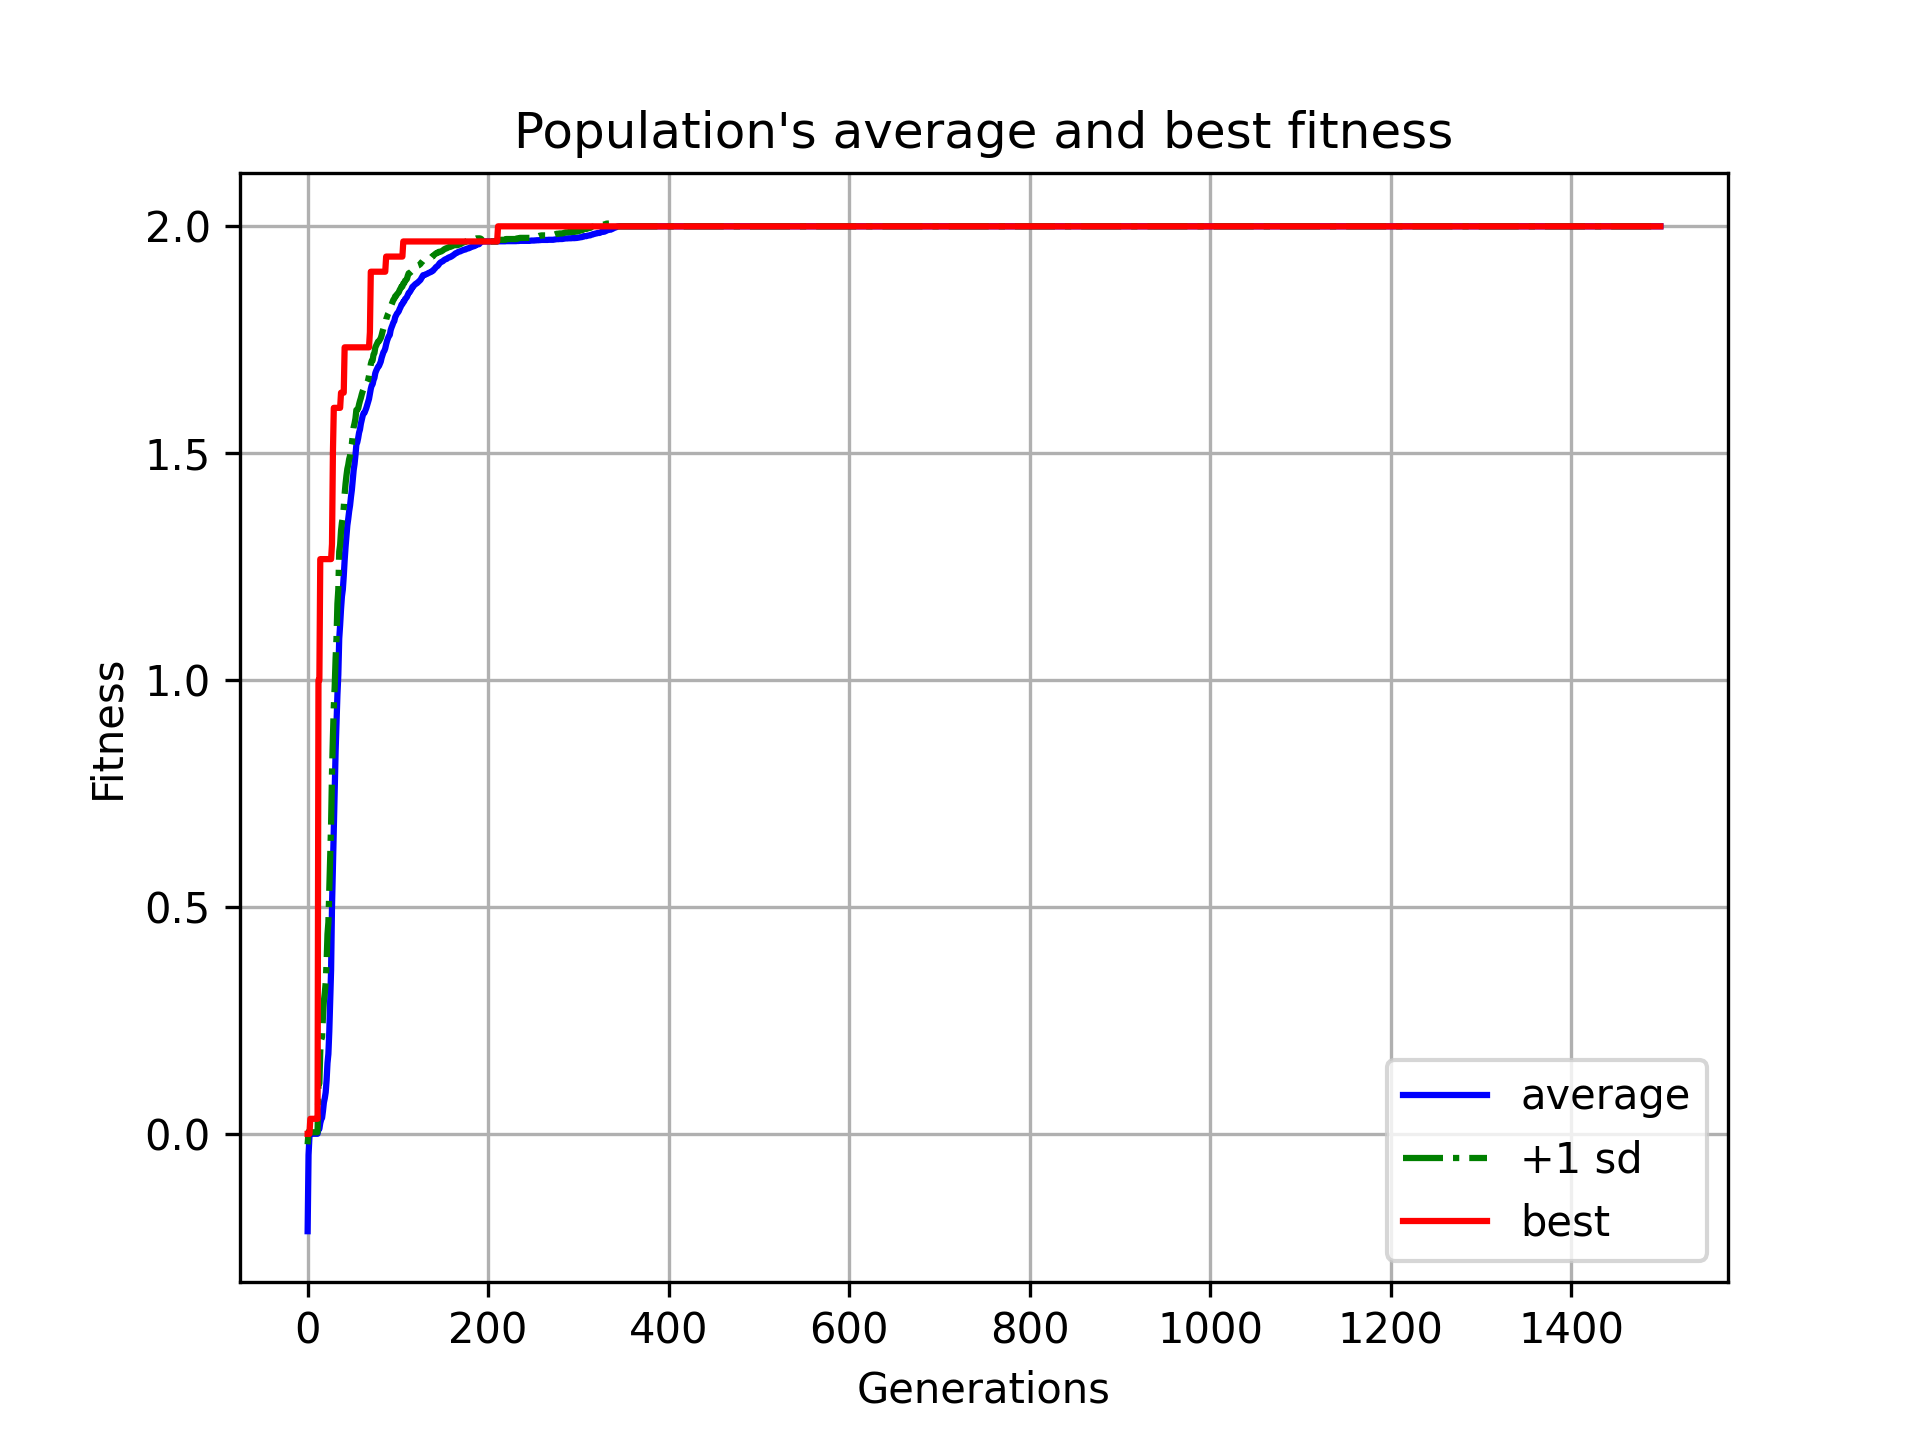 Population's average and best fitness
2.0
1.5
1.0
0.5
0.0
Fitness
0 200 400 600 800 1000 1200 1400
Generations
average
+1 sd
best